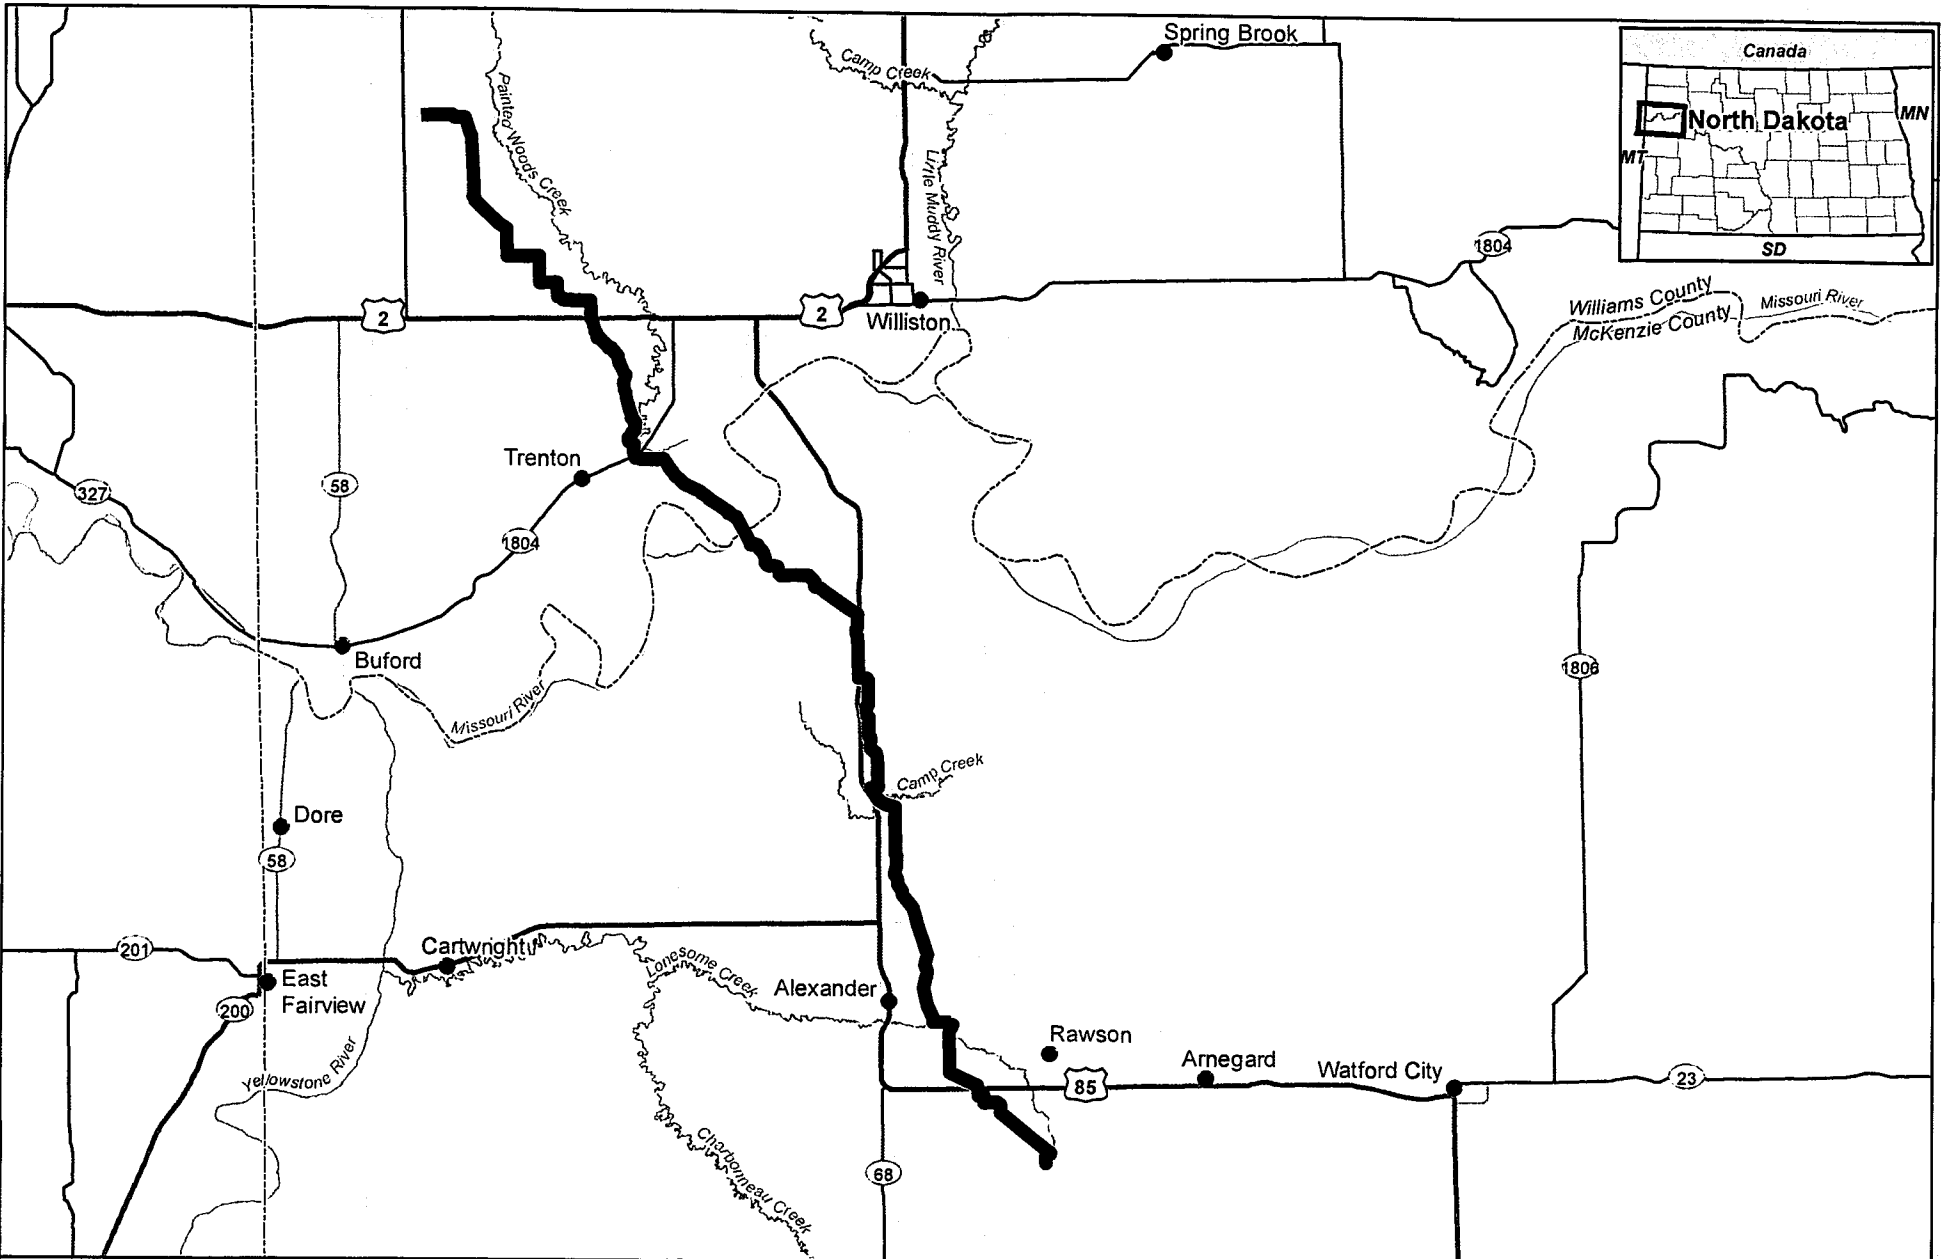 Spring Brook
Canada
Camp Creek
Painted Woods Creek
North Dakota
MN
MT
Little Muddy River
SD
1804
Williams County
Missouri River
McKenzie County
2
2
Williston
Trenton
58
327
1804
Buford
1806
Missouri River
Camp Creek
Dore
58
201
Cartwright
Lonesome Creek
East
Fairview
Alexander
200
Rawson
Arnegard
Watford City
85
23
Yellowstone River
Charbonneau Creek
68